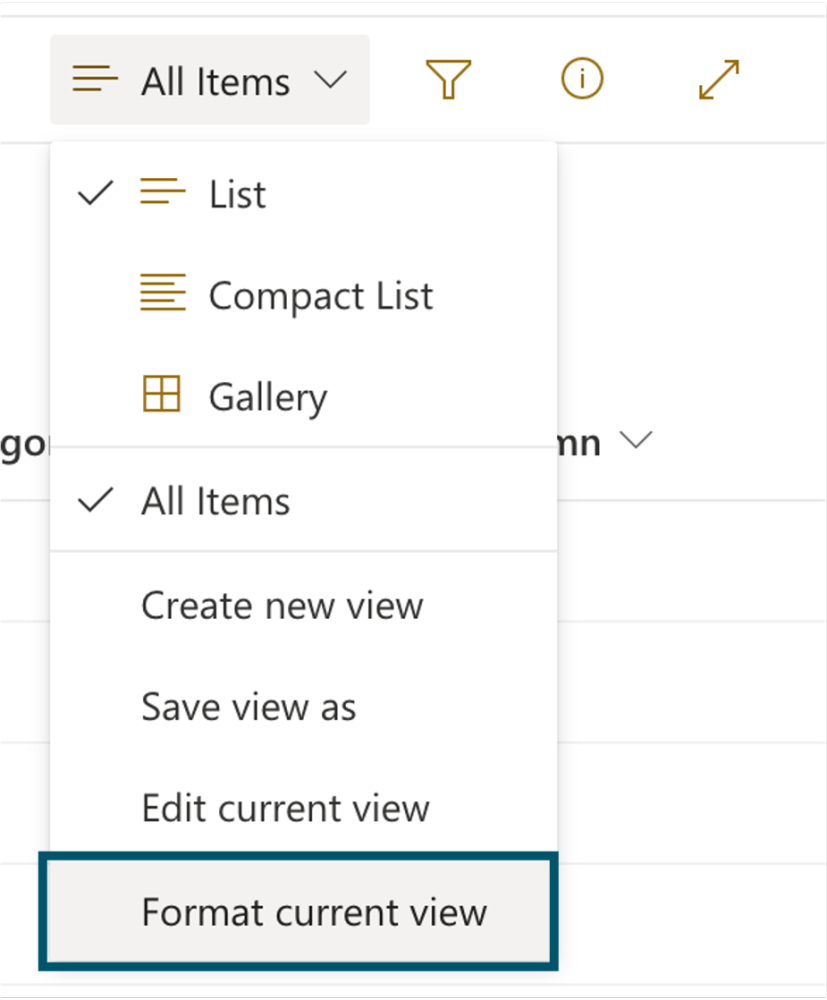 All Items
List
Compact List
Gallery
All Items
Create new view
Save view as
Edit current view
Format current view